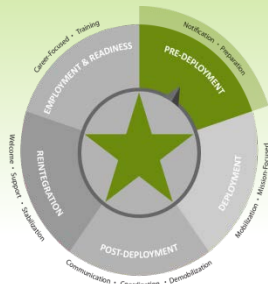 Notification • Preparation
PRE-DEPLOYMENT
Mobilization • Mission-Focused
DEPLOYMENT
Communication • Coordination • Demobilization
POST-DEPLOYMENT
Welcome • Support • Stabilization
REINTEGRATION
Career-Focused • Training
EMPLOYMENT & READINESS